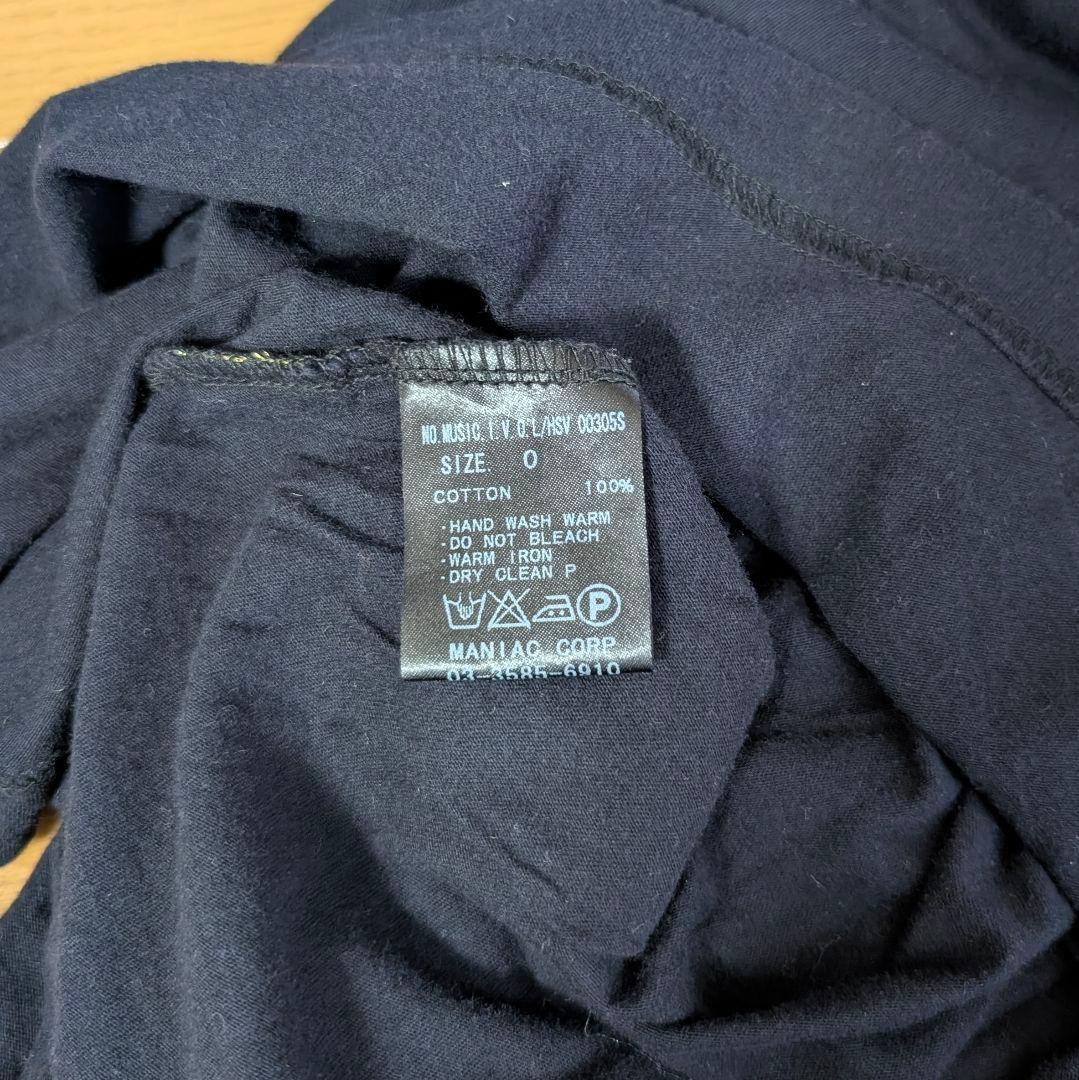 NO.MUSIC.I.V.O.L/HSV 00305S
SIZE. 0
COTTON 100%
·HAND WASH WARM
·DO NOT BLEACH
·WARM IRON
·DRY CLEAN P
P
MANIAC CORP
03-3585-6910